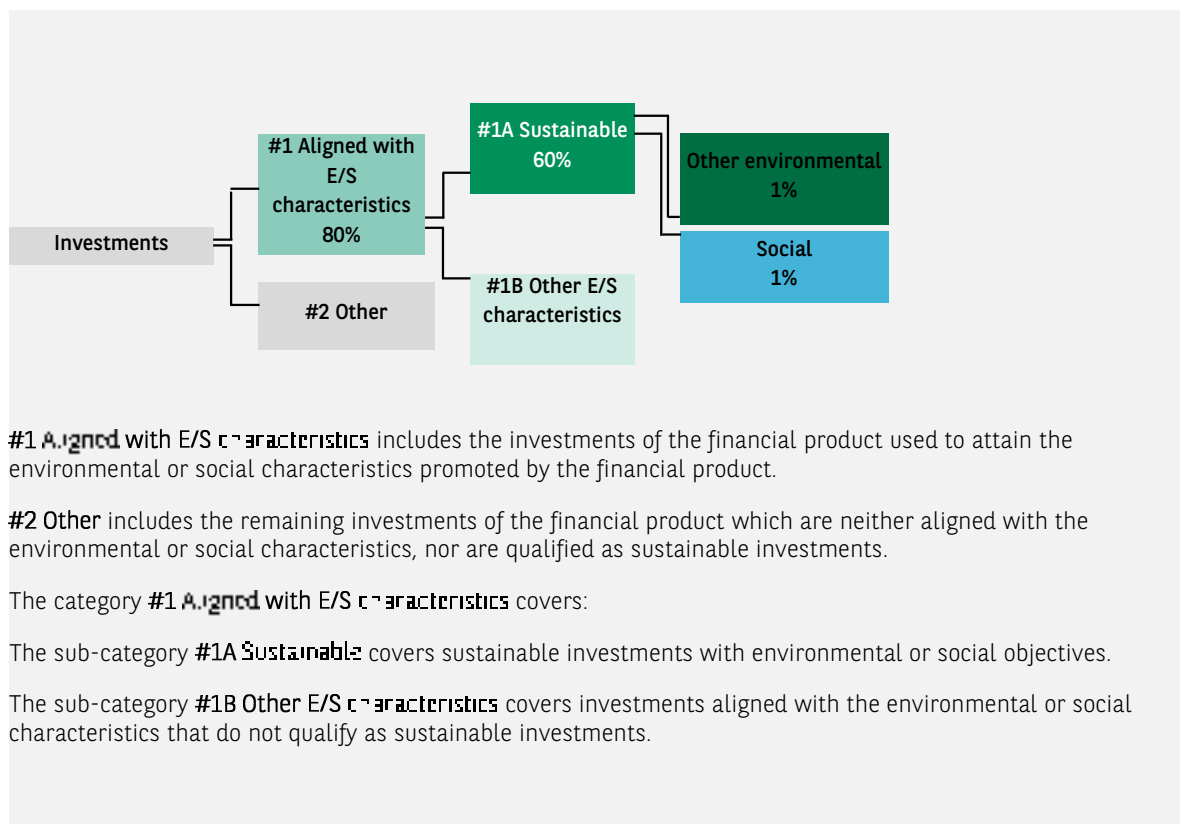 #1A Sustainable
60%
#1 Aligned with
E/S
characteristics
80%
Other environmental
1%
Investments
Social
1%
#1B Other E/S
characteristics
#2 Other
#1 Aligned with E/S characteristics includes the investments of the financial product used to attain the
environmental or social characteristics promoted by the financial product.
#2 Other includes the remaining investments of the financial product which are neither aligned with the
environmental or social characteristics, nor are qualified as sustainable investments.
The category #1 Aligned with E/S characteristics covers:
The sub-category #1A Sustainable covers sustainable investments with environmental or social objectives.
The sub-category #1B Other E/S characteristics covers investments aligned with the environmental or social
characteristics that do not qualify as sustainable investments.